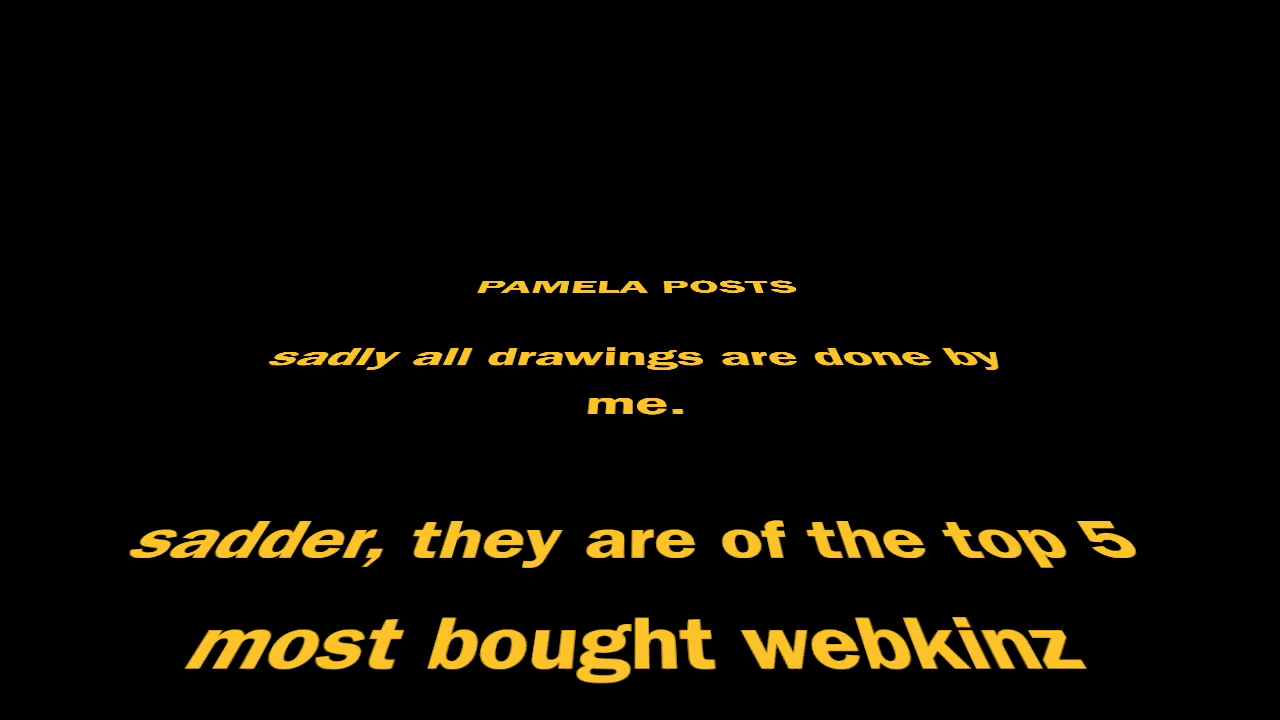 PAMELA POSTS
sadly all drawings are done by
me.
sadder, they are of the top 5
most bought webkinz